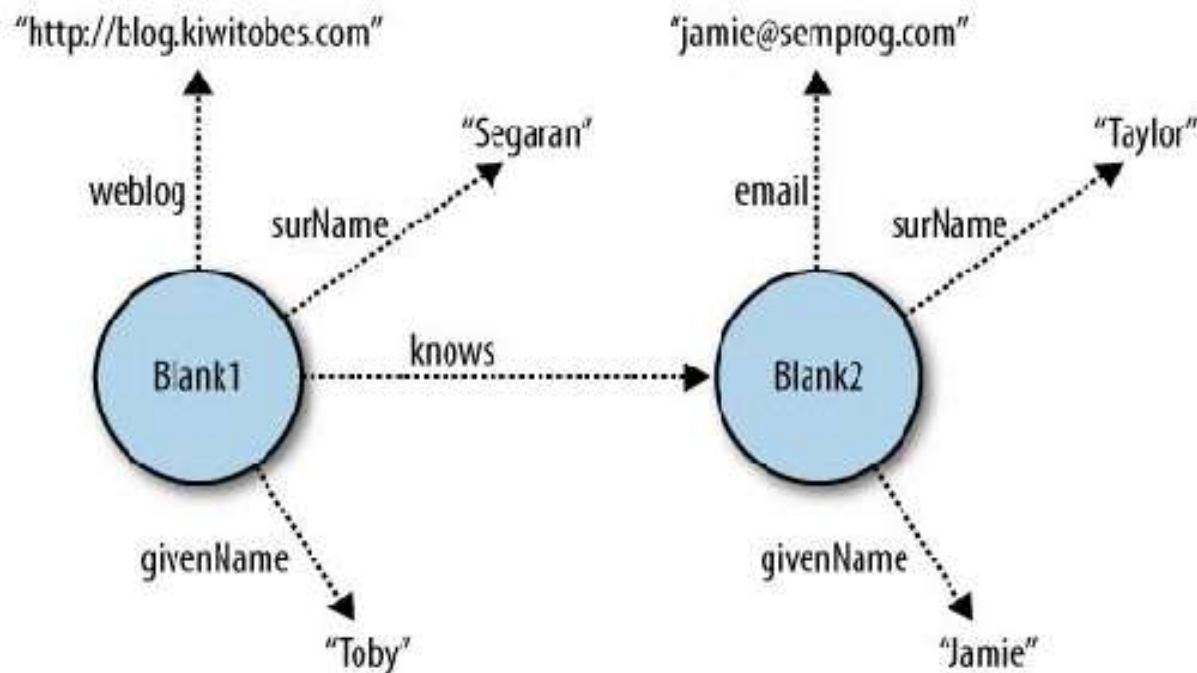 “http://blog.kiwitobes.com”
“jamie@semprog.com”
“Segaran”
“Taylor”
weblog
surName
email
surName
Blank1
knows
Blank2
givenName
givenName
“Toby”
“Jamie”